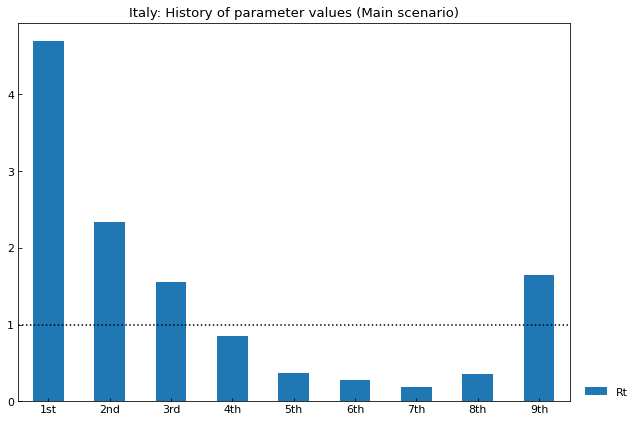 Italy: History of parameter values (Main scenario)
4
3
2
1
0
1st 2nd 3rd 4th 5th 6th 7th 8th 9th
Rt